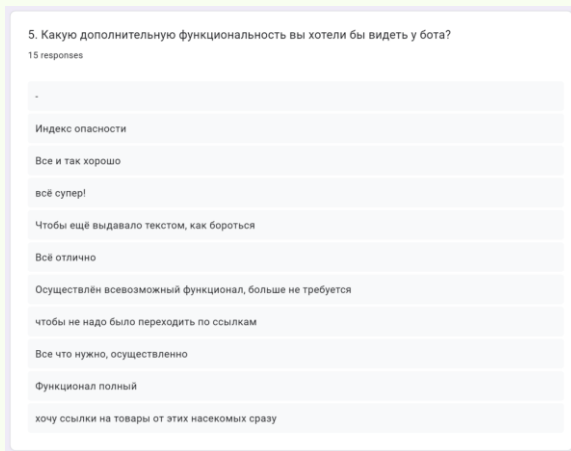 5. Какую дополнительную функциональность вы хотели бы видеть у бота?
15 responses
-
Индекс опасности
Все и так хорошо
всё супер!
Чтобы ещё выдавало текстом, как бороться
Всё отлично
Осуществлён всевозможный функционал, больше не требуется
чтобы не надо было переходить по ссылкам
Все что нужно, осуществленно
Функционал полный
хочу ссылки на товары от этих насекомых сразу